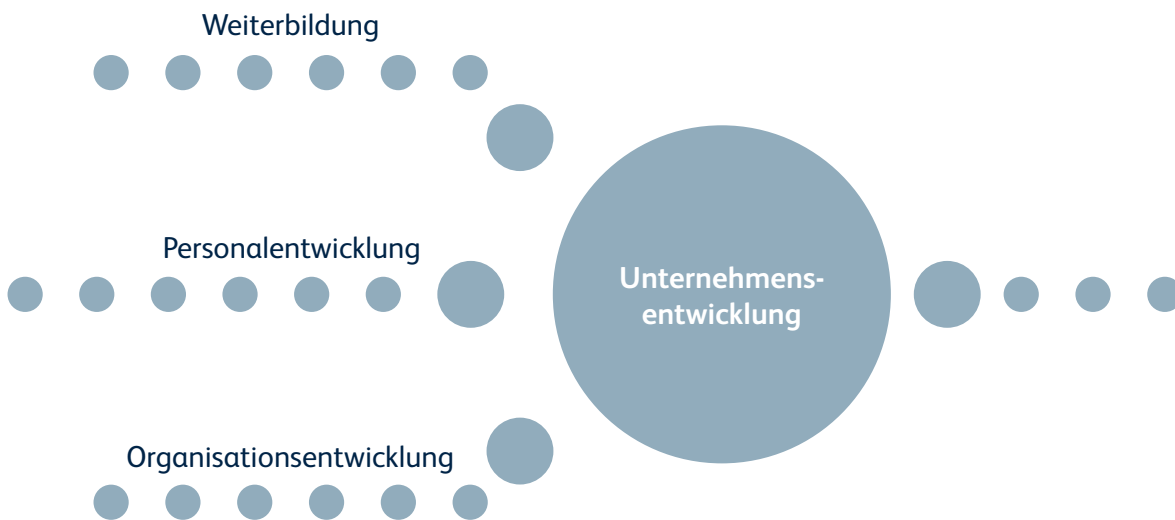 Weiterbildung
Personalentwicklung
Unternehmens-
entwicklung
Organisationsentwicklung